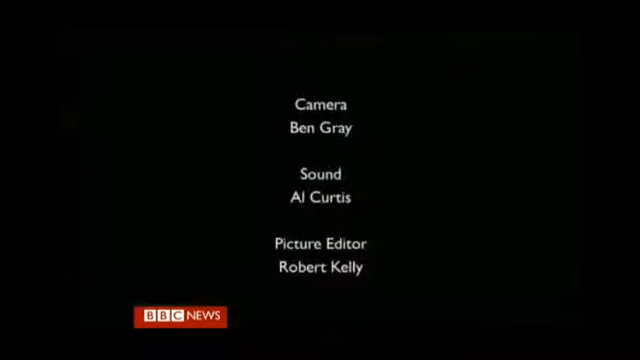 Camera
Ben Gray
Sound
Al Curtis
Picture Editor
Robert Kelly
BBC NEWS